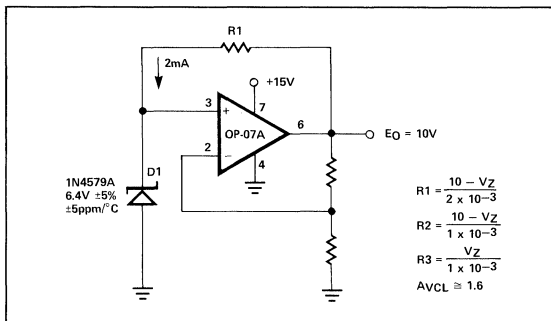 R1
2mA
+15V
3
+
7
OP-07A
6
EO = 10V
2
−
4
D1
1N4579A
6.4V ±5%
±5ppm/°C
R1 = 10 − VZ / 2 x 10−3
R2 = 10 − VZ / 1 x 10−3
R3 = VZ / 1 x 10−3
AVCL ≅ 1.6